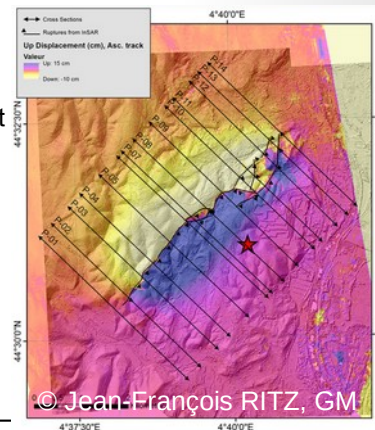 4°40'0"E
Cross Sections
Ruptures from inSAR
Up Displacement (cm), Asc. track
Valeur
Up: 15 cm
Down: -10 cm
t
44°32'30"N
44°30'0"N
P-14
P-13
P-12
P-11
P-10
P-09
P-08
P-07
P-06
P-05
P-04
P-03
P-02
P-01
© Jean-François RITZ, GM
4°37'30"E
4°40'0"E